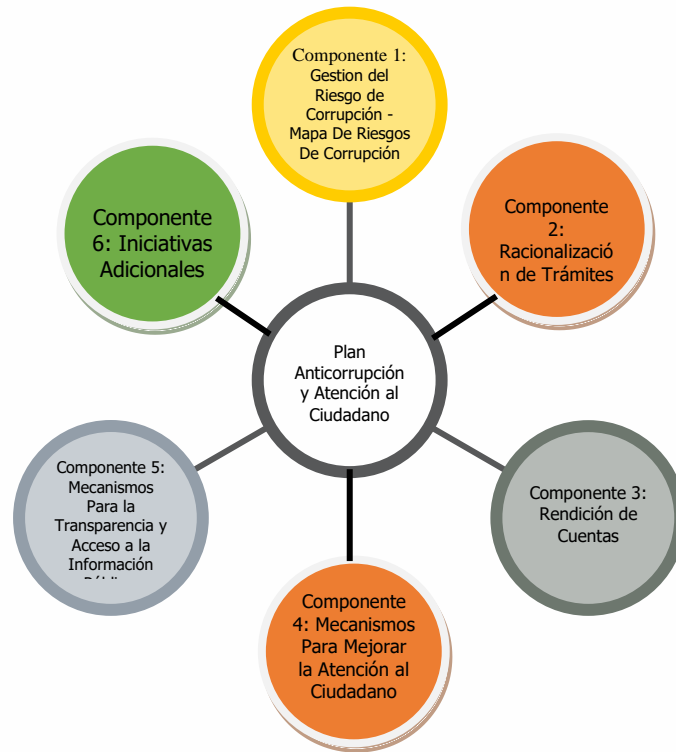 Componente 1:
Gestion del
Riesgo de
Corrupción -
Mapa De Riesgos
De Corrupción
Componente
2:
Racionalizació
n de Trámites
Componente 3:
Rendición de
Cuentas
Componente
4: Mecanismos
Para Mejorar
la Atención al
Ciudadano
Componente 5:
Mecanismos
Para la
Transparencia y
Acceso a la
Información
Componente
6: Iniciativas
Adicionales
Plan
Anticorrupción
y Atención al
Ciudadano